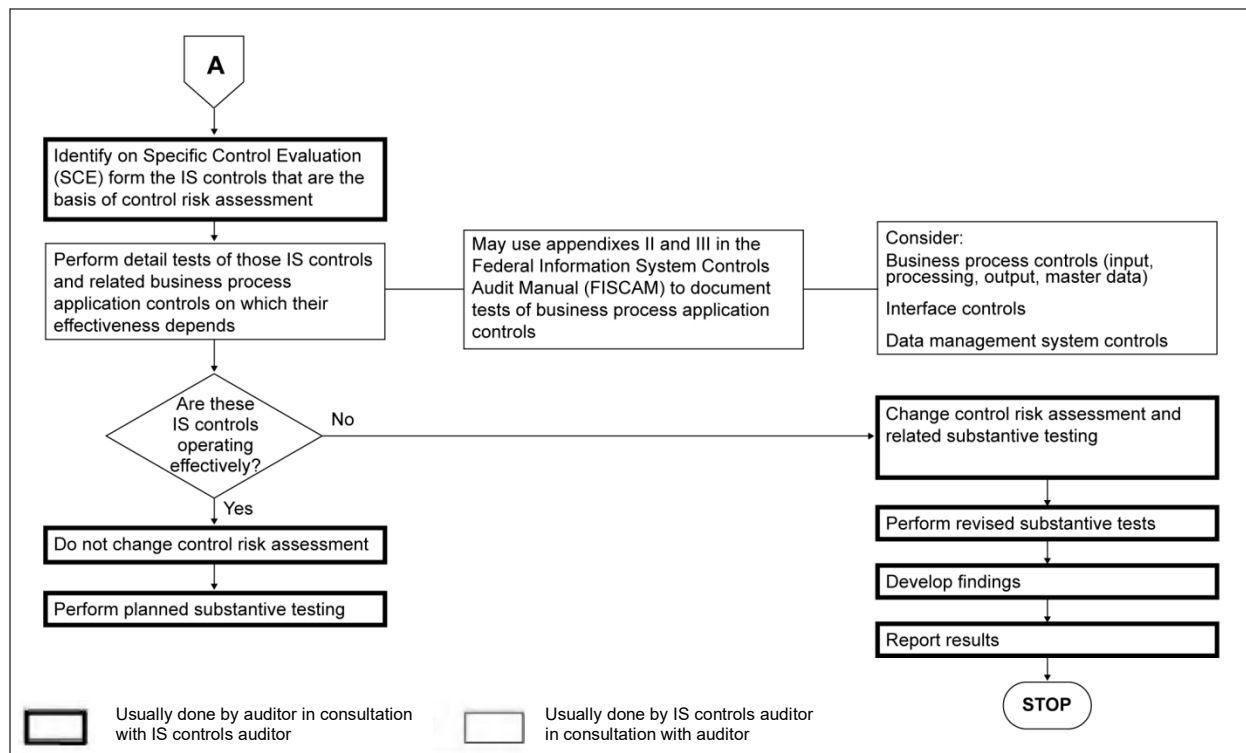 A
Identify on Specific Control Evaluation
(SCE) form the IS controls that are the
basis of control risk assessment
Perform detail tests of those IS controls
and related business process
application controls on which their
effectiveness depends
May use appendixes II and III in the
Federal Information System Controls
Audit Manual (FISCAM) to document
tests of business process application
controls
Consider:
Business process controls (input,
processing, output, master data)
Interface controls
Data management system controls
Are these
IS controls
operating
effectively?
No
Yes
Change control risk assessment and
related substantive testing
Do not change control risk assessment
Perform planned substantive testing
Perform revised substantive tests
Develop findings
Report results
STOP
Usually done by auditor in consultation
with IS controls auditor
Usually done by IS controls auditor
in consultation with auditor